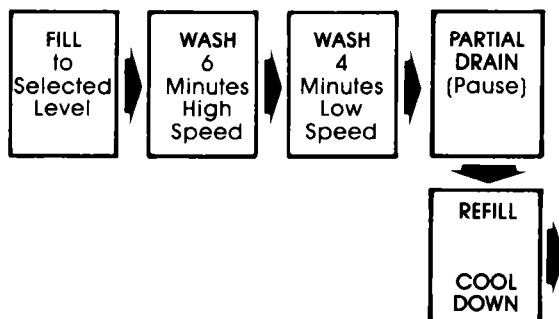 FILL
to
Selected
Level
WASH
6
Minutes
High
Speed
WASH
4
Minutes
Low
Speed
PARTIAL
DRAIN
(Pause)
REFILL
COOL
DOWN